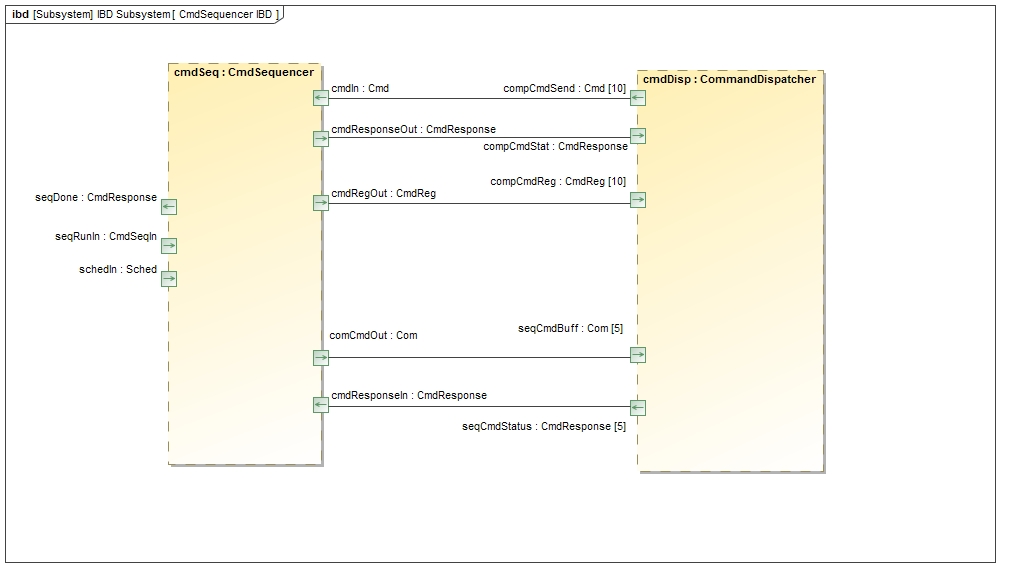 ibd [Subsystem] IBD Subsystem[ CmdSequencer IBD ]
cmdSeq : CmdSequencer
cmdDisp : CommandDispatcher
cmdIn : Cmd
compCmdSend : Cmd [10]
cmdResponseOut : CmdResponse
compCmdStat : CmdResponse
compCmdReg : CmdReg [10]
cmdRegOut : CmdReg
seqDone : CmdResponse
seqRunIn : CmdSeqIn
schedIn : Sched
seqCmdBuff : Com [5]
comCmdOut : Com
cmdResponseIn : CmdResponse
seqCmdStatus : CmdResponse [5]